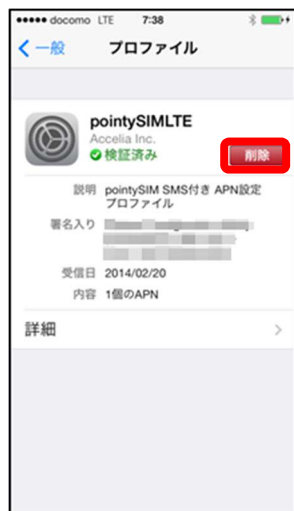 docomo LTE 7:38
一般 プロファイル
pointySIMLTE
Accelia Inc.
検証済み
削除
説明 pointySIM SMS付き APN設定
プロファイル
署名入り
受信日 2014/02/20
内容 1個のAPN
詳細